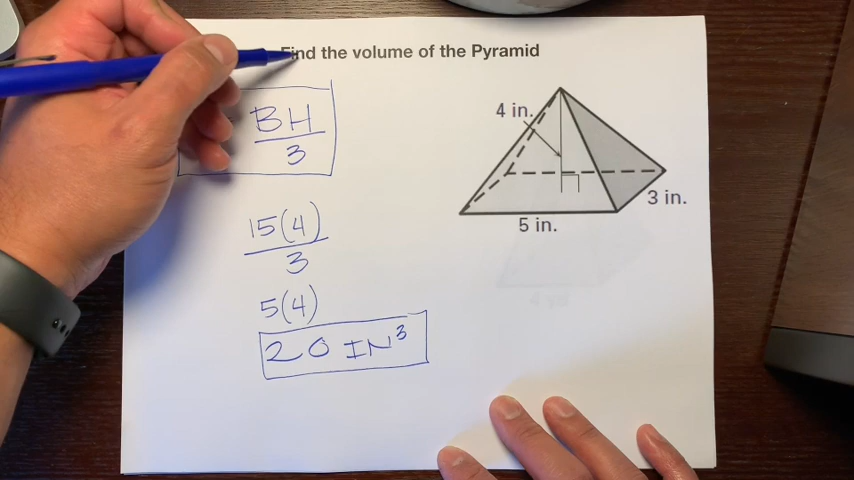 Find the volume of the Pyramid
BH
3
4 in.
3 in.
5 in.
15(4)
3
5(4)
20 IN³